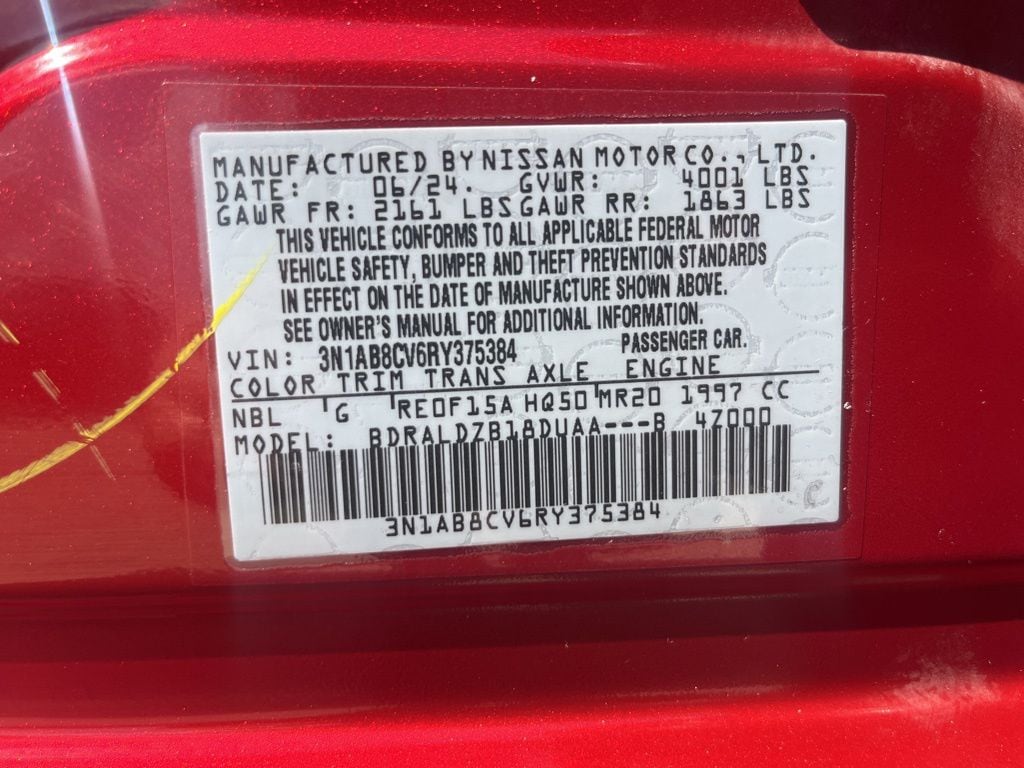 MANUFACTURED BY NISSAN MOTOR CO., LTD.
DATE: 06/24. GVWR: 4001 LBS
GAWR FR: 2161 LBS GAWR RR: 1863 LBS
THIS VEHICLE CONFORMS TO ALL APPLICABLE FEDERAL MOTOR
VEHICLE SAFETY, BUMPER AND THEFT PREVENTION STANDARDS
IN EFFECT ON THE DATE OF MANUFACTURE SHOWN ABOVE.
SEE OWNER'S MANUAL FOR ADDITIONAL INFORMATION.
VIN: 3N1AB8CV6RY375384 PASSENGER CAR.
COLOR TRIM TRANS AXLE ENGINE
NBL G RE0F15A HQ50 MR20 1997 CC
MODEL: BDRALDZB18DUAA---B 4Z000
3N1AB8CV6RY375384
C